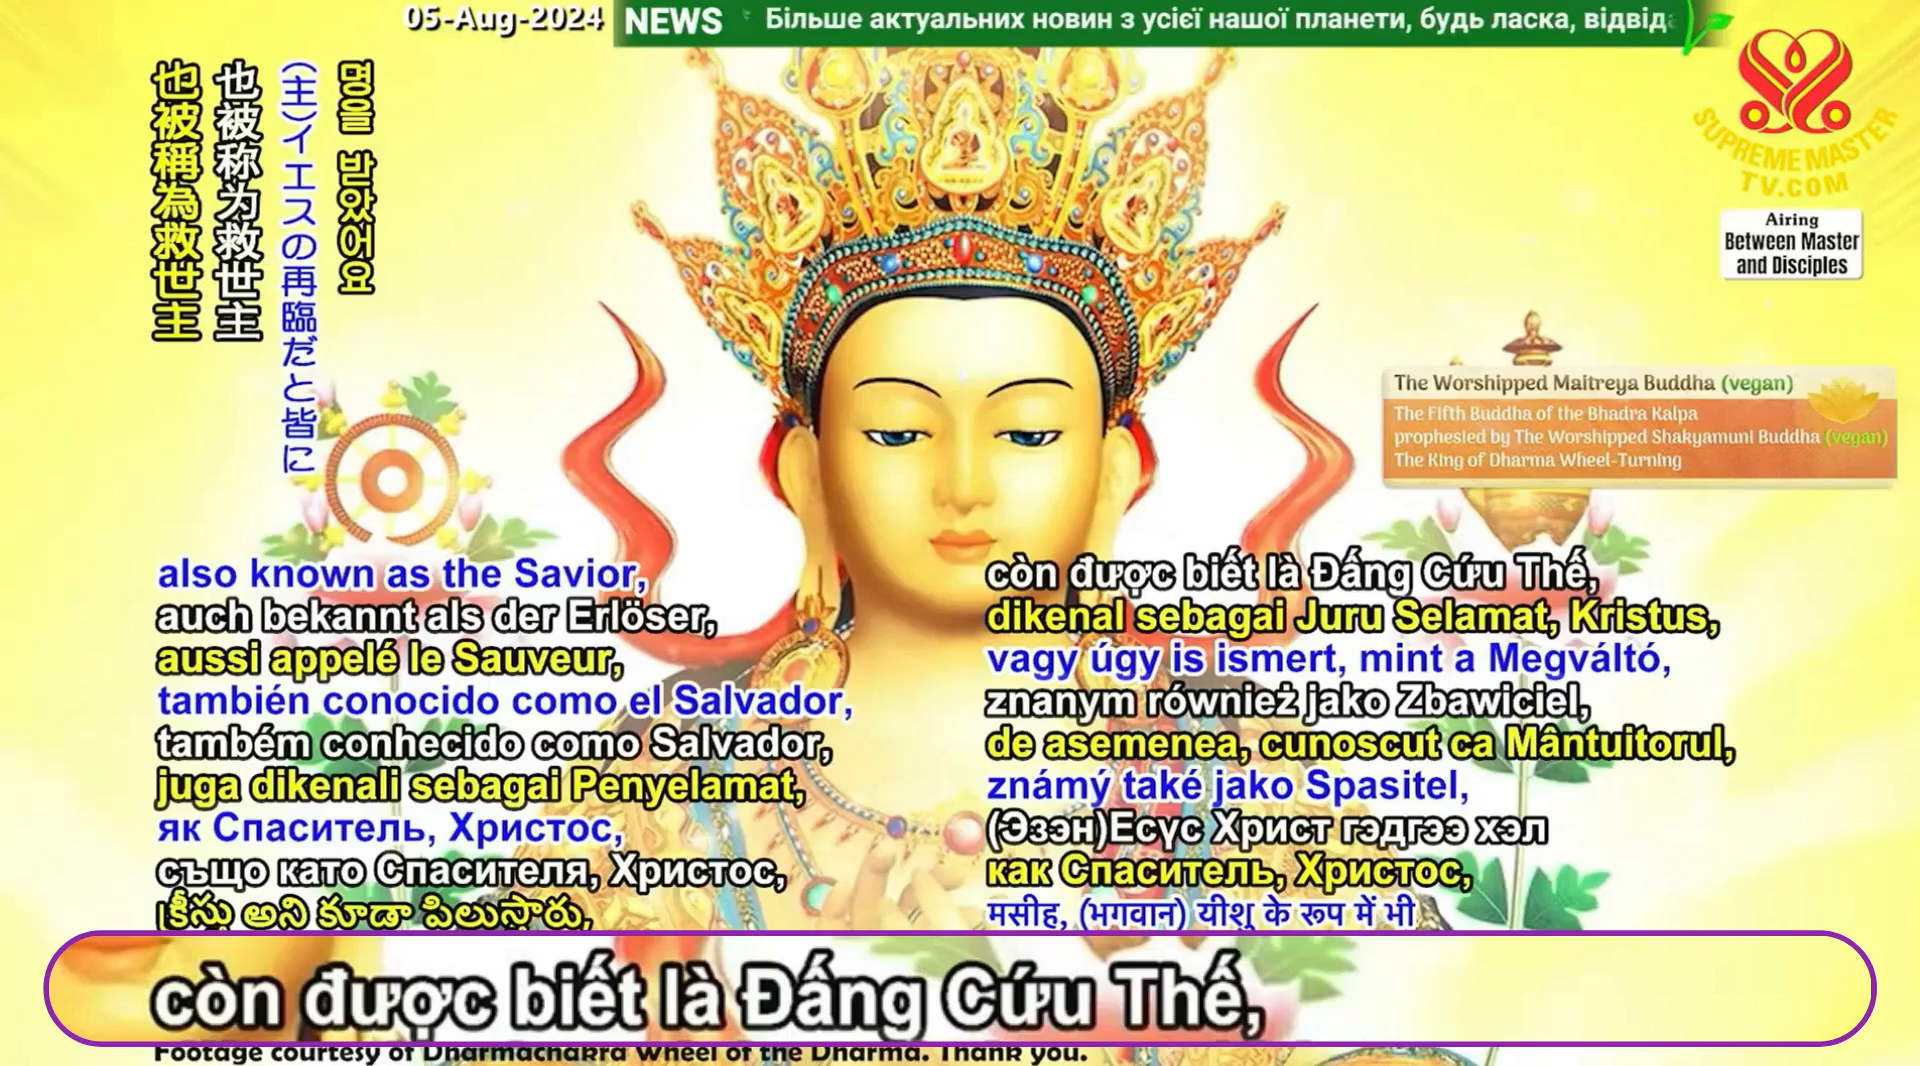 05-Aug-2024
NEWS
Більше актуальних новин з усієї нашої планети, будь ласка,
SUPREME MASTER
TV.COM
Airing
Between Master
and Disciples
명을 받았어요
(主)イエスの再臨だと皆に
也被称为救世主
也被稱為救世主
The Worshipped Maitreya Buddha (vegan)
The Fifth Buddha of the Bhadra Kalpa
prophesied by The Worshipped Shakyamuni Buddha (vegan)
The King of Dharma Wheel-Turning
also known as the Savior,
auch bekannt als der Erlöser,
aussi appelé le Sauveur,
también conocido como el Salvador,
também conhecido como Salvador,
juga dikenali sebagai Penyelamat,
як Спаситель, Христос,
също като Спасителя, Христос,
క్రీస్తు అని కూడా పిలుస్తారు,
còn được biết là Đấng Cứu Thế,
dikenal sebagai Juru Selamat, Kristus,
vagy úgy is ismert, mint a Megváltó,
znanym również jako Zbawiciel,
de asemenea, cunoscut ca Mântuitorul,
známý také jako Spasitel,
(Эзэн)Есүс Христ гэдгээ хэл
как Спаситель, Христос,
मसीह, (भगवान) यीशु के रूप में भी
còn được biết là Đấng Cứu Thế,
Footage courtesy of Dharmachakra Wheel of the Dharma. Thank you.